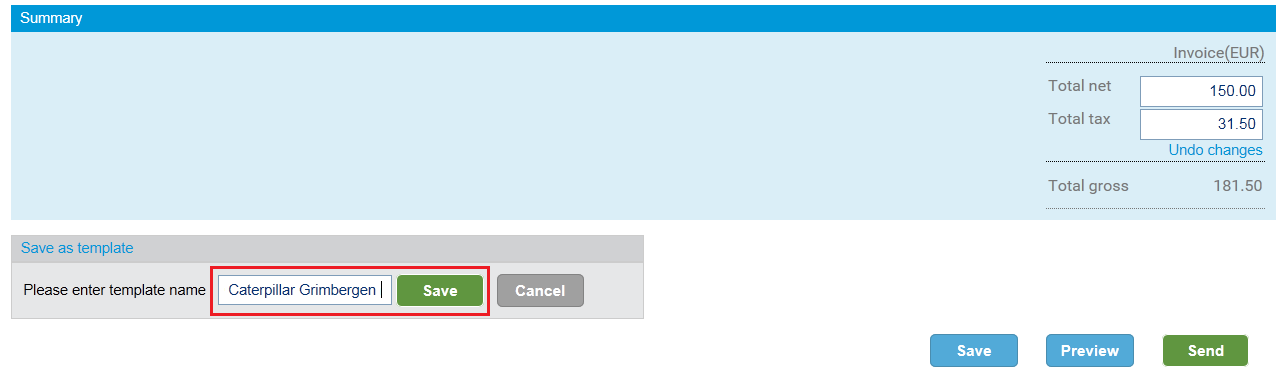 Summary
Invoice(EUR)
Total net 150.00
Total tax 31.50
Undo changes
Total gross 181.50
Save as template
Please enter template name Caterpillar Grimbergen Save Cancel
Save Preview Send